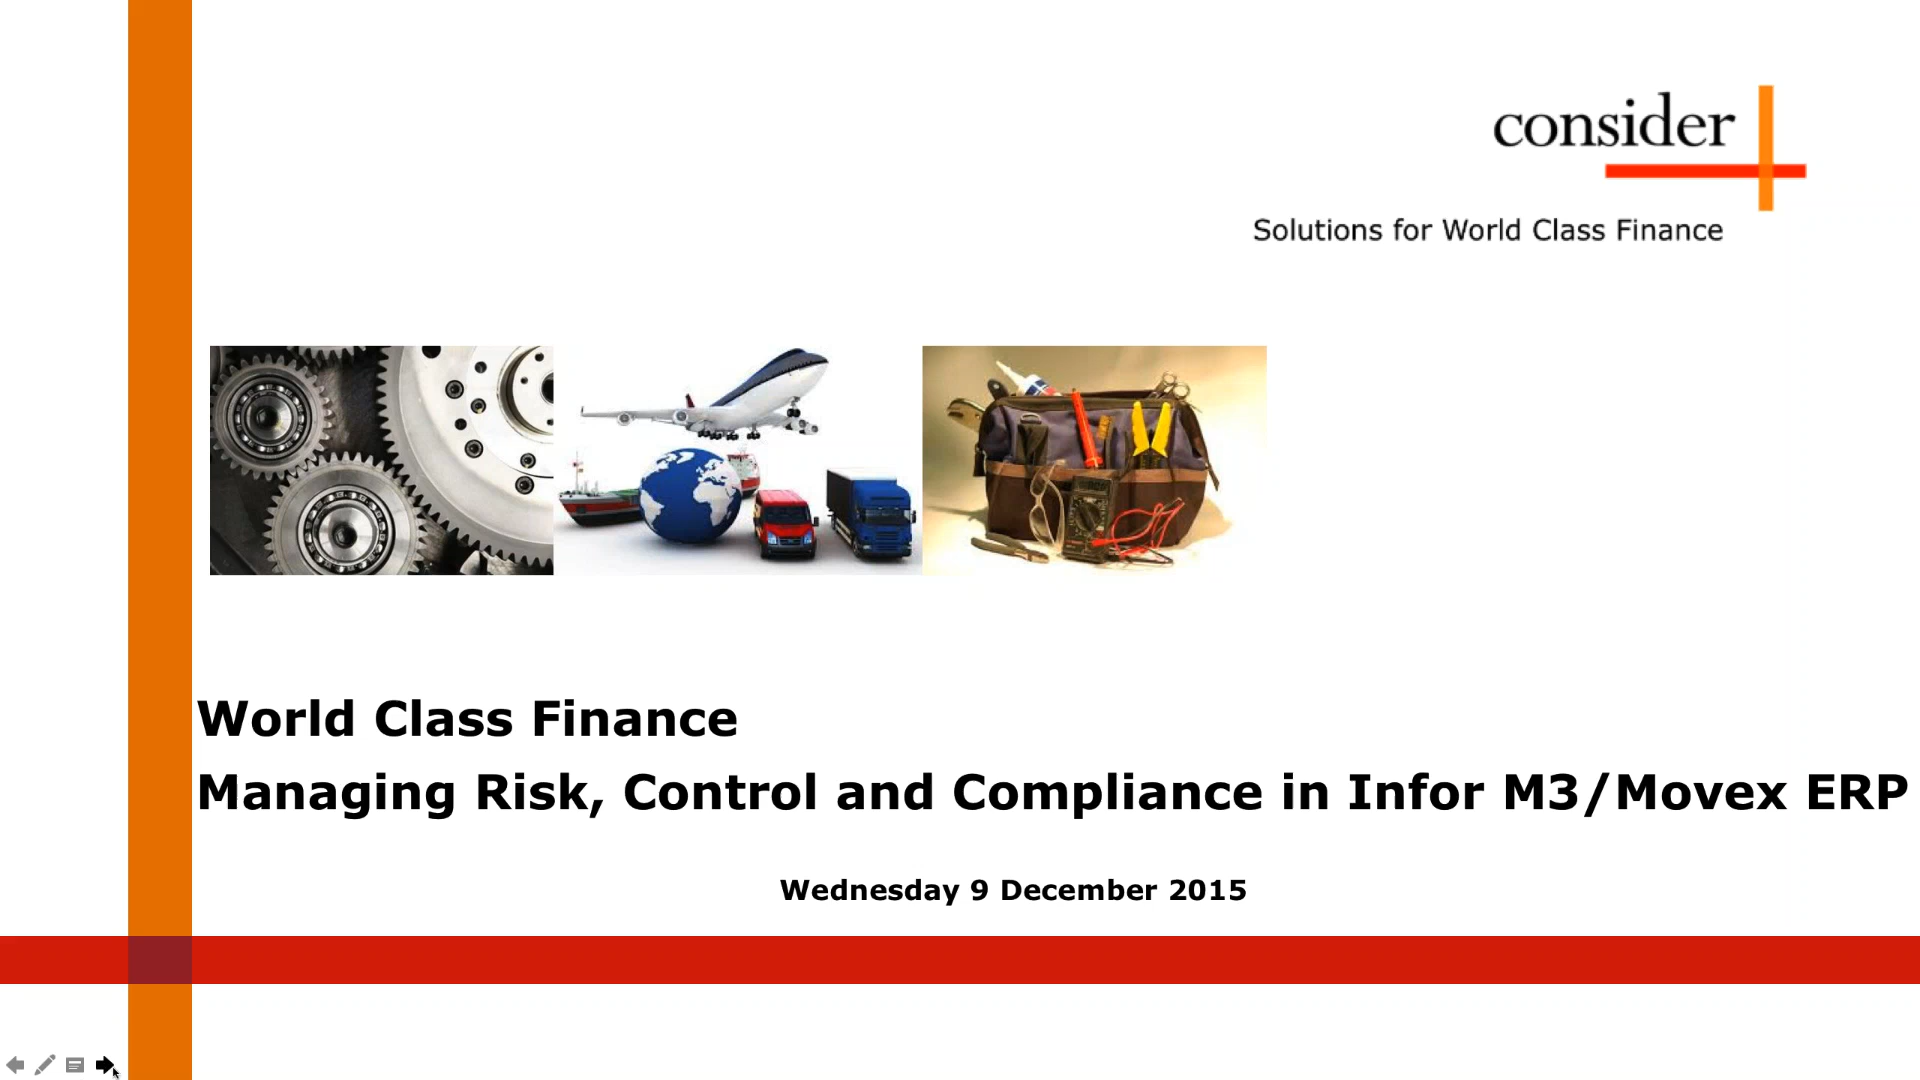 consider
Solutions for World Class Finance
World Class Finance
Managing Risk, Control and Compliance in Infor M3/Movex ERP
Wednesday 9 December 2015